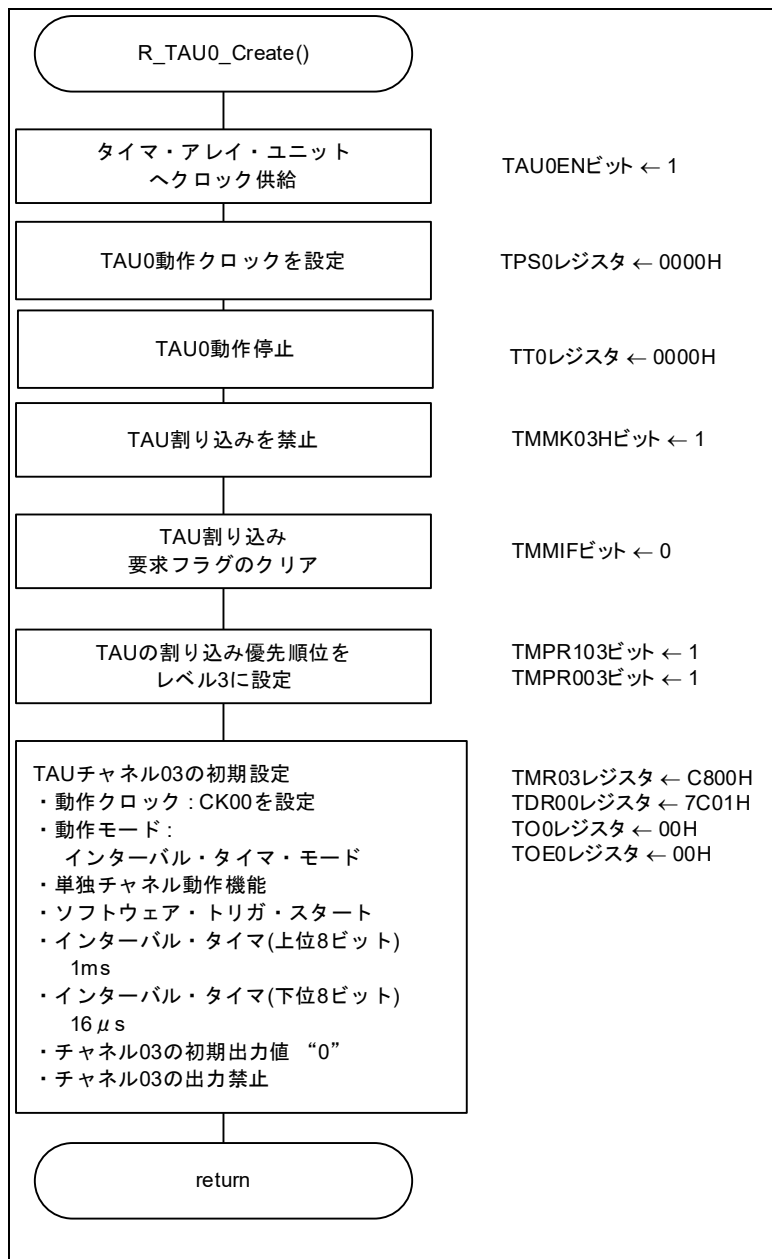 R_TAU0_Create()
タイマ・アレイ・ユニット
へクロック供給
TAU0ENビット ← 1
TAU0動作クロックを設定
TPS0レジスタ ← 0000H
TAU0動作停止
TT0レジスタ ← 0000H
TAU割り込みを禁止
TMMK03Hビット ← 1
TAU割り込み
要求フラグのクリア
TMMIFビット ← 0
TAUの割り込み優先順位を
レベル3に設定
TMPR103ビット ← 1
TMPR003ビット ← 1
TAUチャネル03の初期設定
・動作クロック : CK00を設定
・動作モード :
インターバル・タイマ・モード
・単独チャネル動作機能
・ソフトウェア・トリガ・スタート
・インターバル・タイマ(上位8ビット)
1ms
・インターバル・タイマ(下位8ビット)
16μs
・チャネル03の初期出力値 “0”
・チャネル03の出力禁止
TMR03レジスタ ← C800H
TDR00レジスタ ← 7C01H
TO0レジスタ ← 00H
TOE0レジスタ ← 00H
return